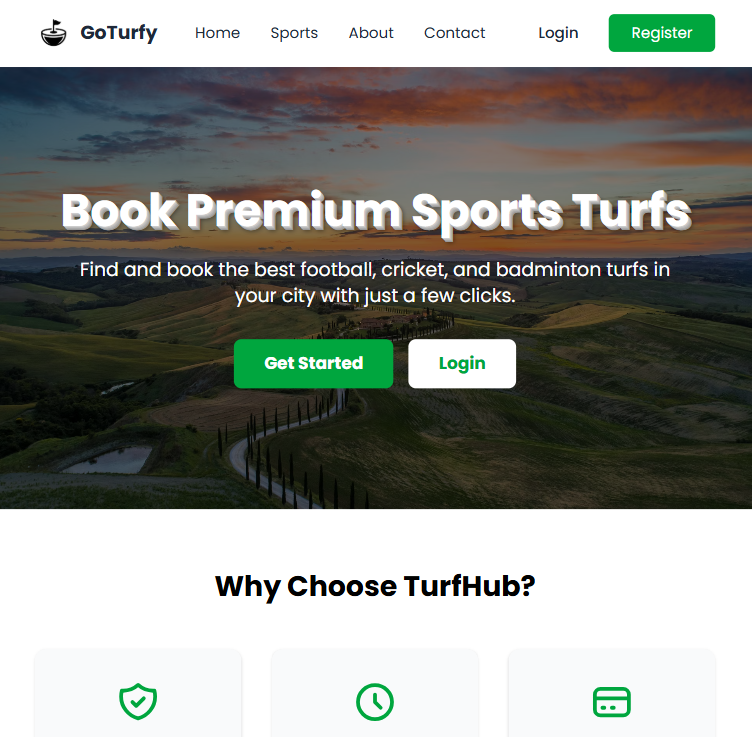 GoTurfy Home Sports About Contact Login Register
Book Premium Sports Turfs
Find and book the best football, cricket, and badminton turfs in
your city with just a few clicks.
Get Started Login
Why Choose TurfHub?